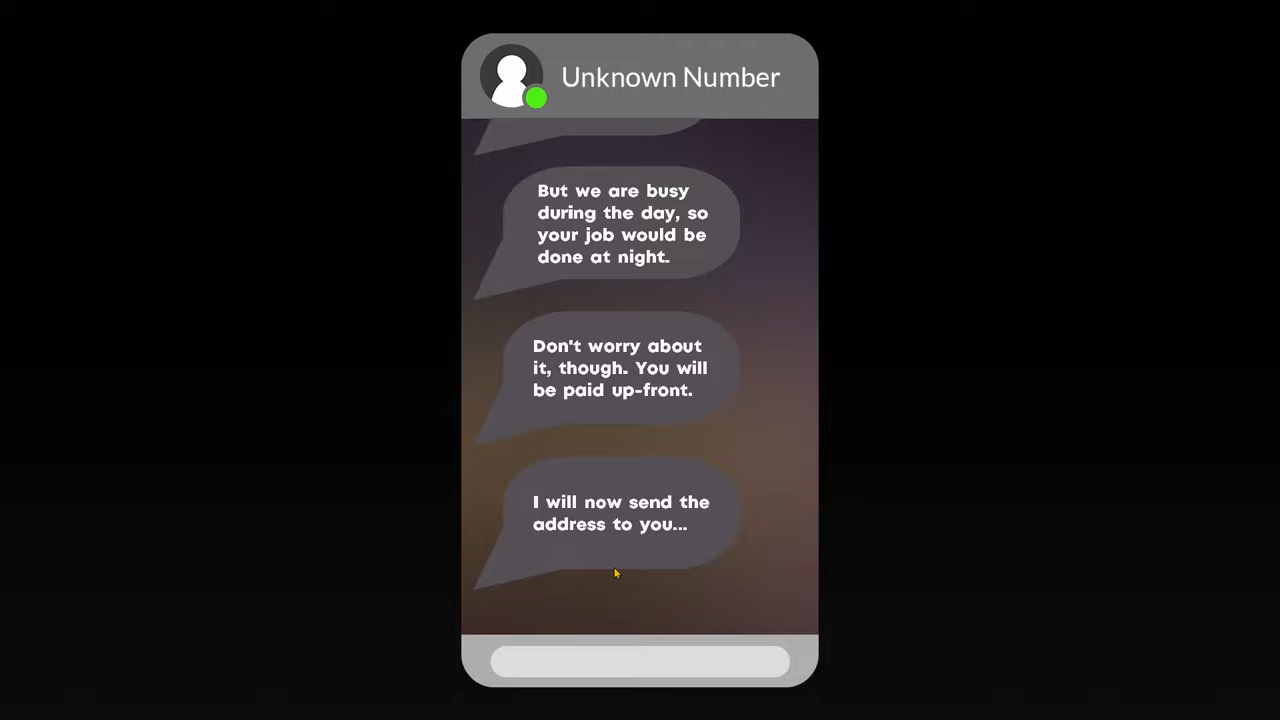 Unknown Number
But we are busy
during the day, so
your job would be
done at night.
Don't worry about
it, though. You will
be paid up-front.
I will now send the
address to you...